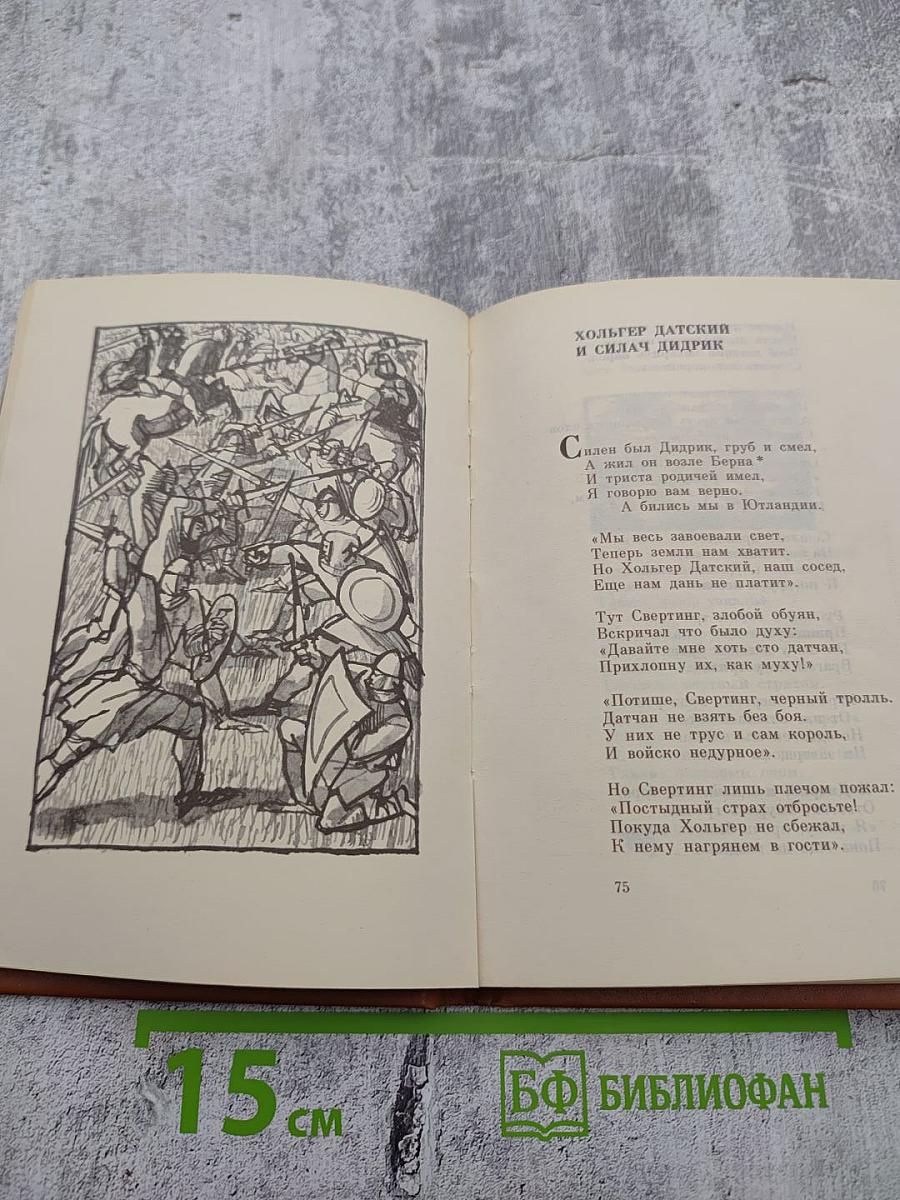 ХОЛЬГЕР ДАТСКИЙ
И СИЛАЧ ДИДРИК
Силен был Дидрик, груб и смел,
А жил он возле Берна*
И триста родичей имел,
Я говорю вам верно.
А бились мы в Ютландии.
«Мы весь завоевали свет,
Теперь земли нам хватит.
Но Хольгер Датский, наш сосед,
Еще нам дань не платит».
Тут Свертинг, злобой обуян,
Вскричал что было духу:
«Давайте мне хоть сто датчан,
Прихлопну их, как муху!»
«Потише, Свертинг, черный тролль.
Датчан не взять без боя.
У них не трус и сам король,
И войско недурное».
Но Свертинг лишь плечом пожал:
«Постыдный страх отбросьте!
Покуда Хольгер не сбежал,
К нему нагрянем в гости».
75
15 см
БФ БИБЛИОФАН